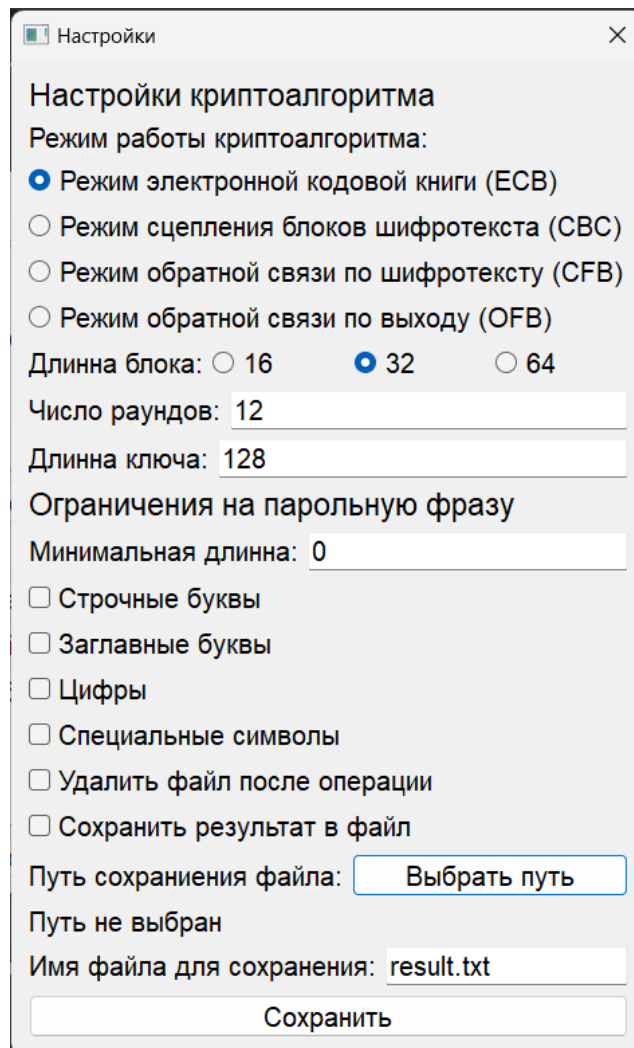 Настройки
Настройки криптоалгоритма
Режим работы криптоалгоритма:
Режим электронной кодовой книги (ECB)
Режим сцепления блоков шифротекста (CBC)
Режим обратной связи по шифротексту (CFB)
Режим обратной связи по выходу (OFB)
Длинна блока: 16 32 64
Число раундов: 12
Длинна ключа: 128
Ограничения на парольную фразу
Минимальная длинна: 0
Строчные буквы
Заглавные буквы
Цифры
Специальные символы
Удалить файл после операции
Сохранить результат в файл
Путь сохраниения файла: Выбрать путь
Путь не выбран
Имя файла для сохранения: result.txt
Сохранить